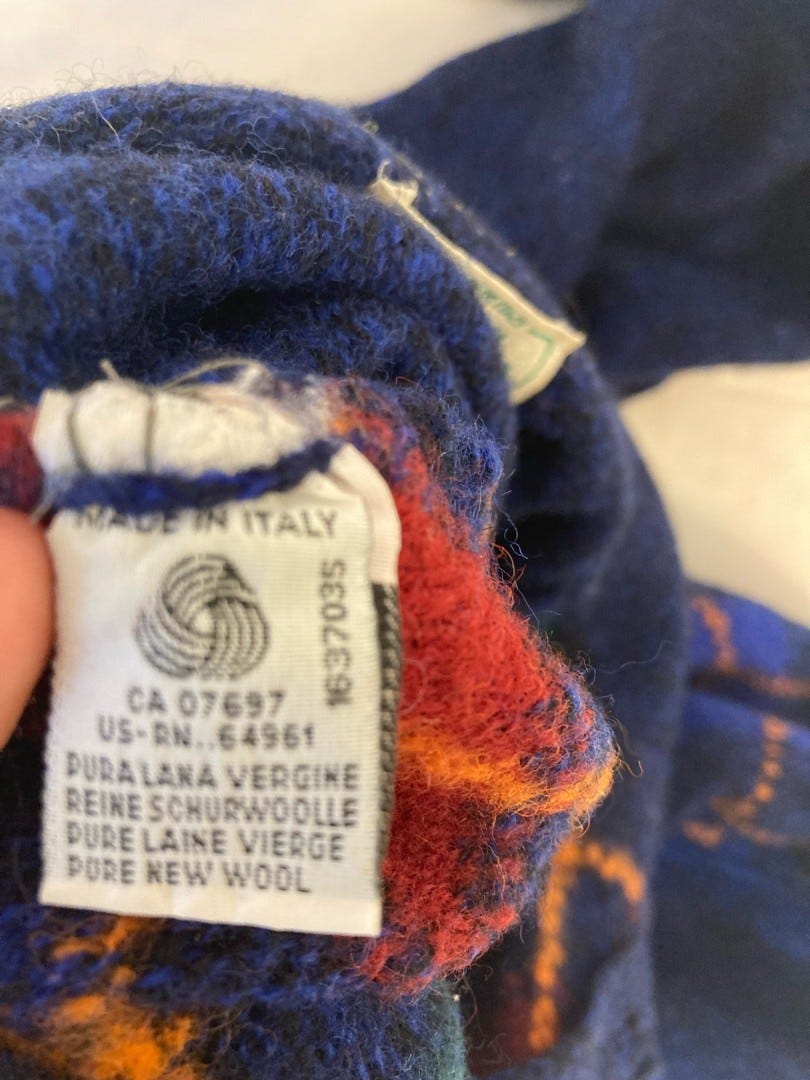 MADE IN ITALY
1637035
CA 07697
US-RN..64961
PURA LANA VERGINE
REINE SCHURWOLLE
PURE LAINE VIERGE
PURE NEW WOOL